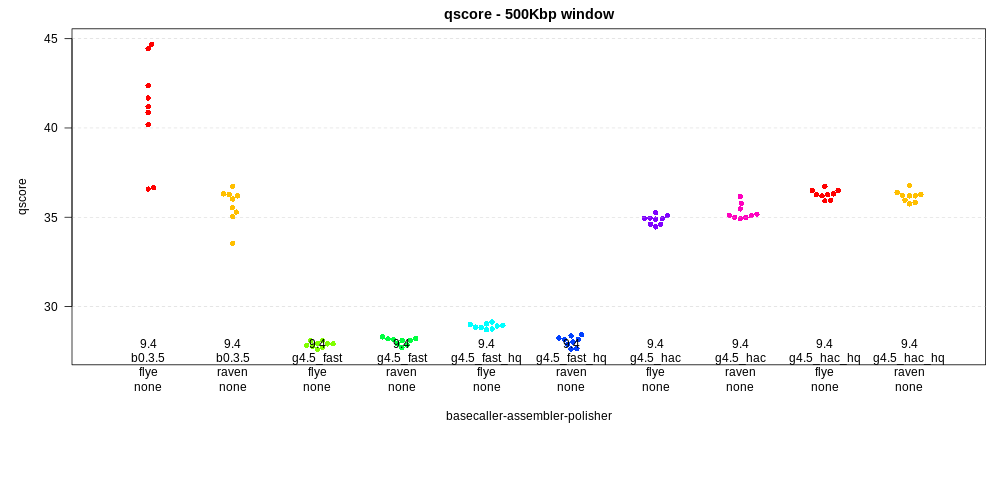 qscore - 500Kbp window
45
40
35
30
qscore
9.4 9.4 9.4 9.4 9.4 9.4 9.4 9.4 9.4 9.4
b0.3.5 b0.3.5 g4.5_fast g4.5_fast g4.5_fast_hq g4.5_fast_hq g4.5_hac g4.5_hac g4.5_hac_hq g4.5_hac_hq
flye raven flye raven flye raven flye raven flye raven
none none none none none none none none none none
basecaller-assembler-polisher